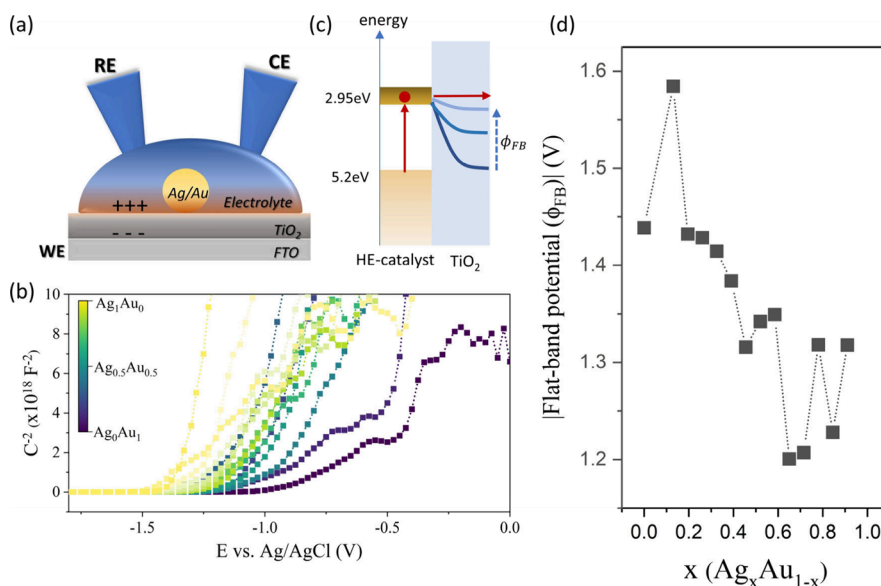 (a)
RE
CE
Ag/Au
+++
Electrolyte
- - -
TiO2
WE
FTO
(c)
energy
2.95eV
ϕFB
5.2eV
HE-catalyst
TiO2
(b)
10
8
6
4
2
0
C-2 (x1018 F-2)
Ag1Au0
Ag0.5Au0.5
Ag0Au1
-1.5
-1.0
-0.5
0.0
E vs. Ag/AgCl (V)
(d)
1.6
1.5
1.4
1.3
1.2
|Flat-band potential (ϕFB)| (V)
0.0
0.2
0.4
0.6
0.8
1.0
x (AgxAu1-x)